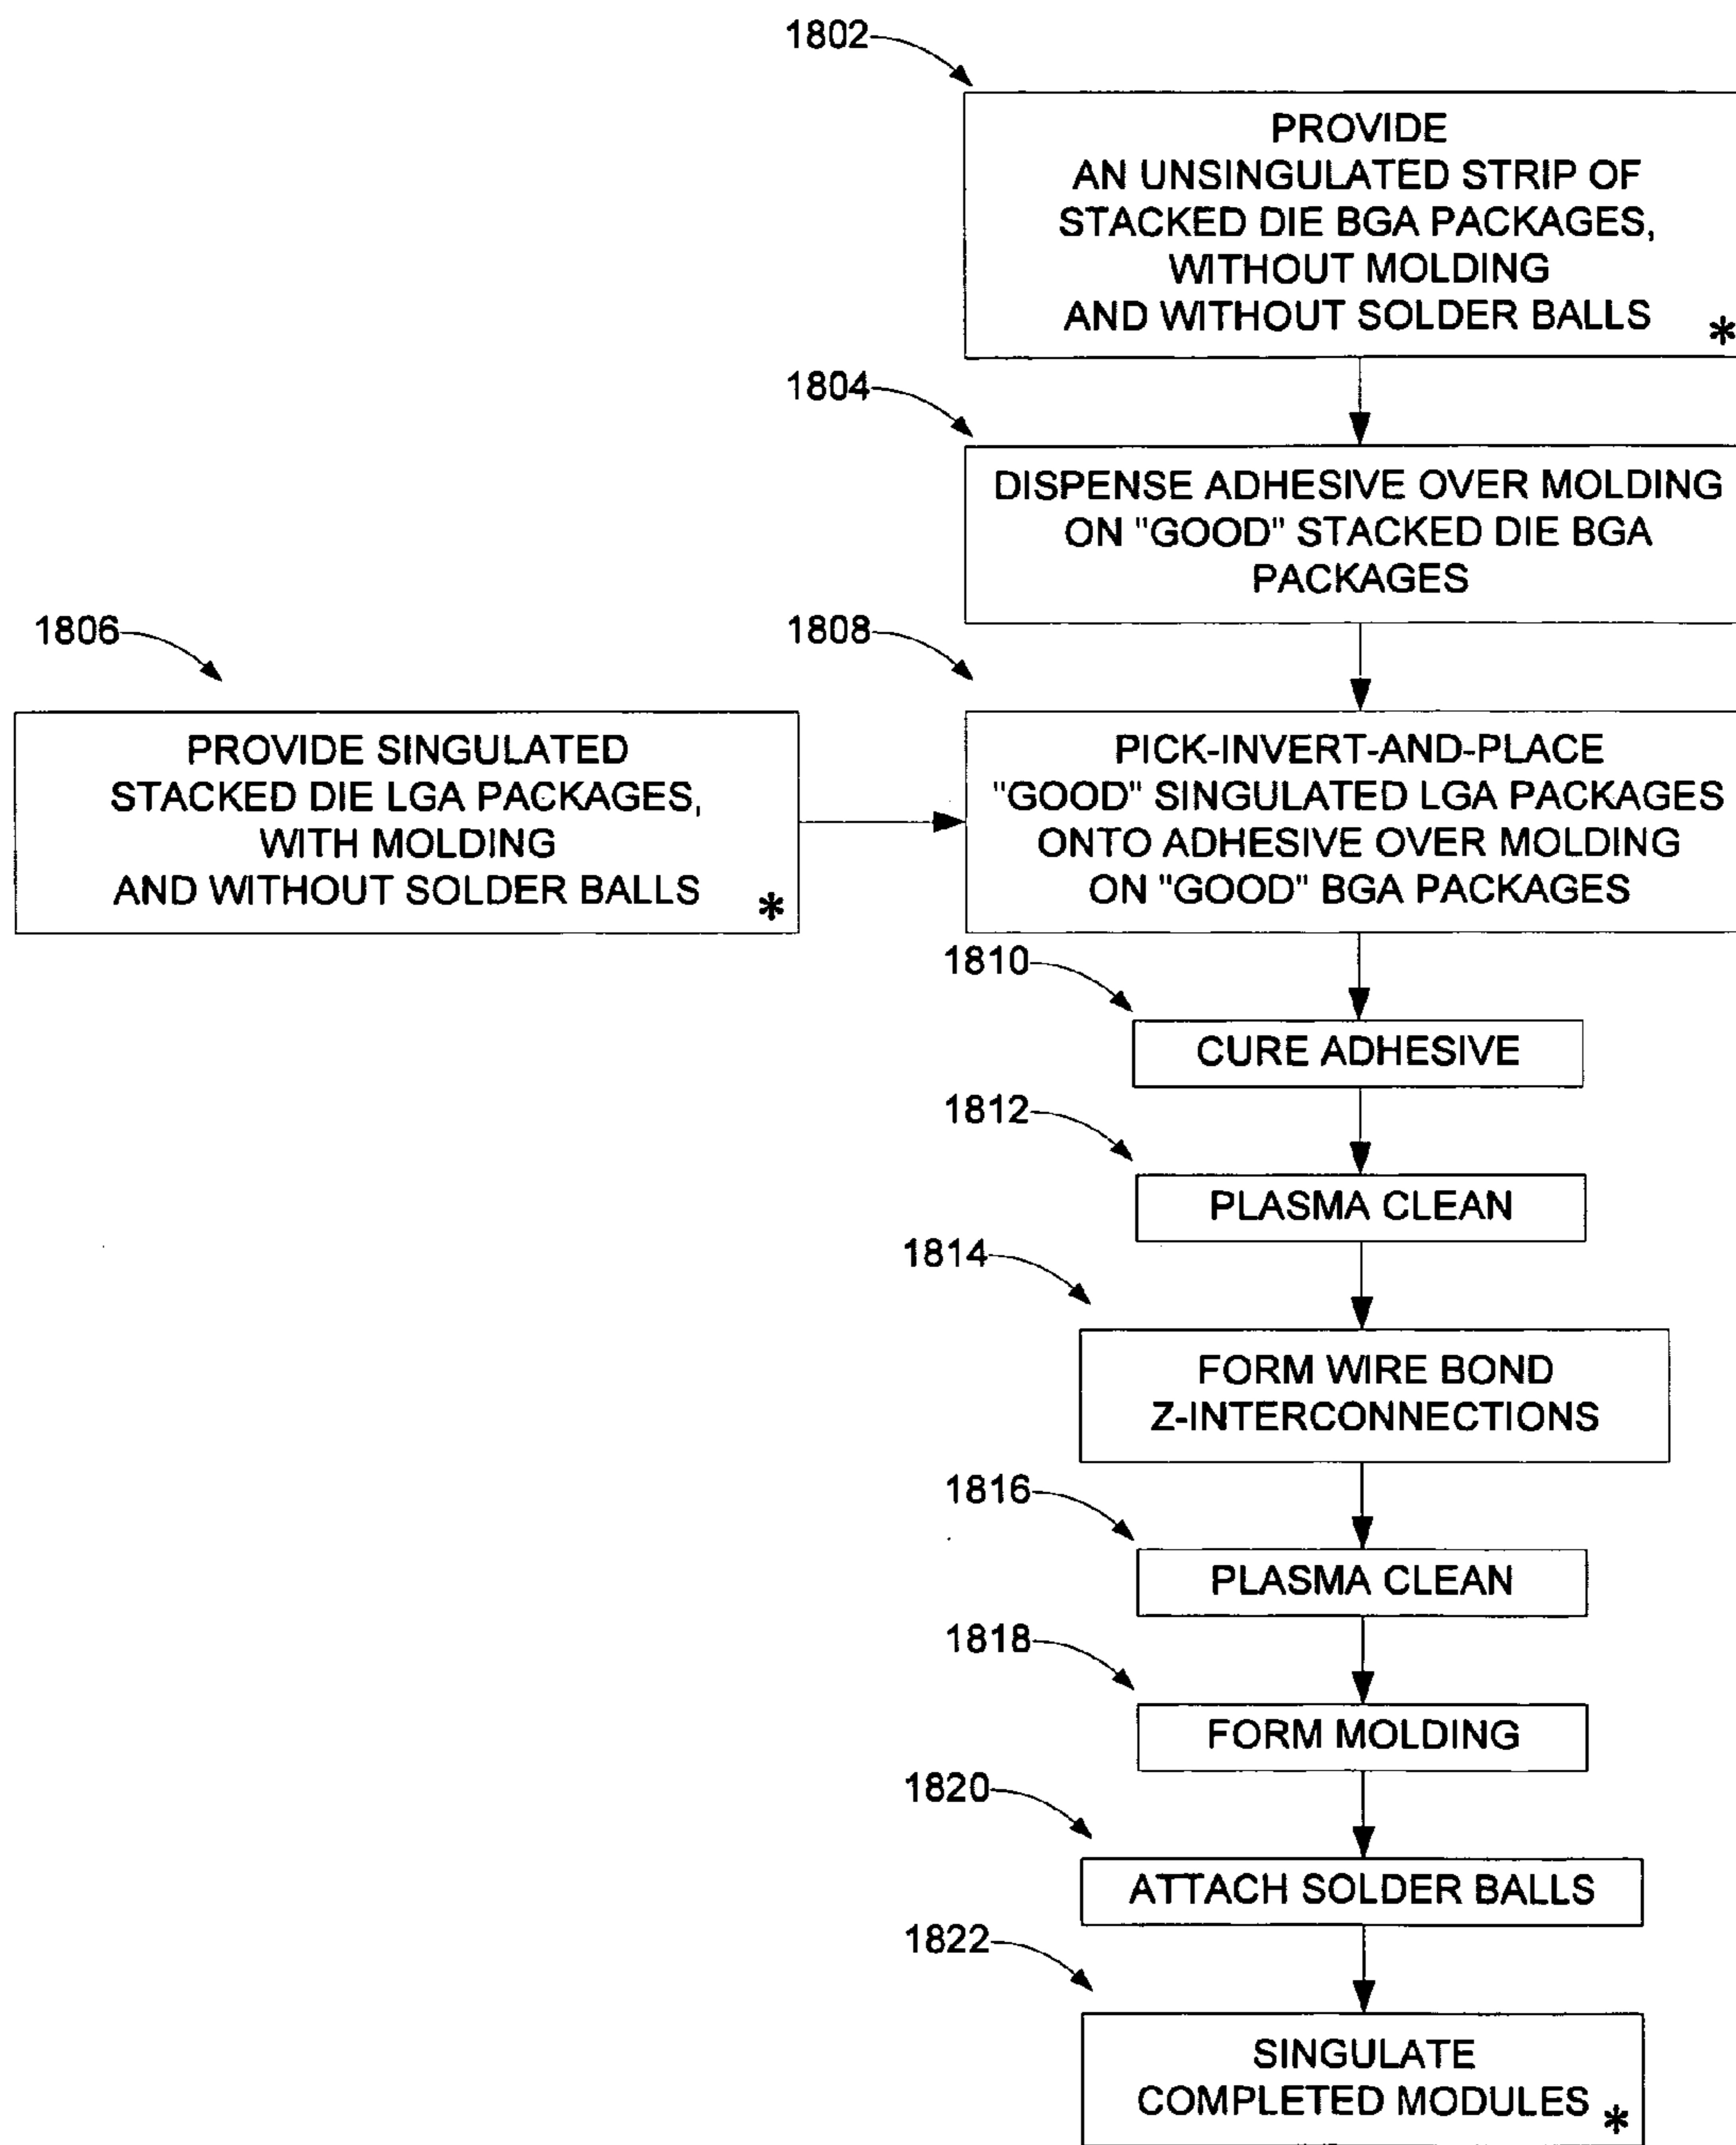 1802
PROVIDE
AN UNSINGULATED STRIP OF
STACKED DIE BGA PACKAGES,
WITHOUT MOLDING
AND WITHOUT SOLDER BALLS
*
1804
DISPENSE ADHESIVE OVER MOLDING
ON "GOOD" STACKED DIE BGA
PACKAGES
1806
PROVIDE SINGULATED
STACKED DIE LGA PACKAGES,
WITH MOLDING
AND WITHOUT SOLDER BALLS
*
1808
PICK-INVERT-AND-PLACE
"GOOD" SINGULATED LGA PACKAGES
ONTO ADHESIVE OVER MOLDING
ON "GOOD" BGA PACKAGES
1810
CURE ADHESIVE
1812
PLASMA CLEAN
1814
FORM WIRE BOND
Z-INTERCONNECTIONS
1816
PLASMA CLEAN
1818
FORM MOLDING
1820
ATTACH SOLDER BALLS
1822
SINGULATE
COMPLETED MODULES *